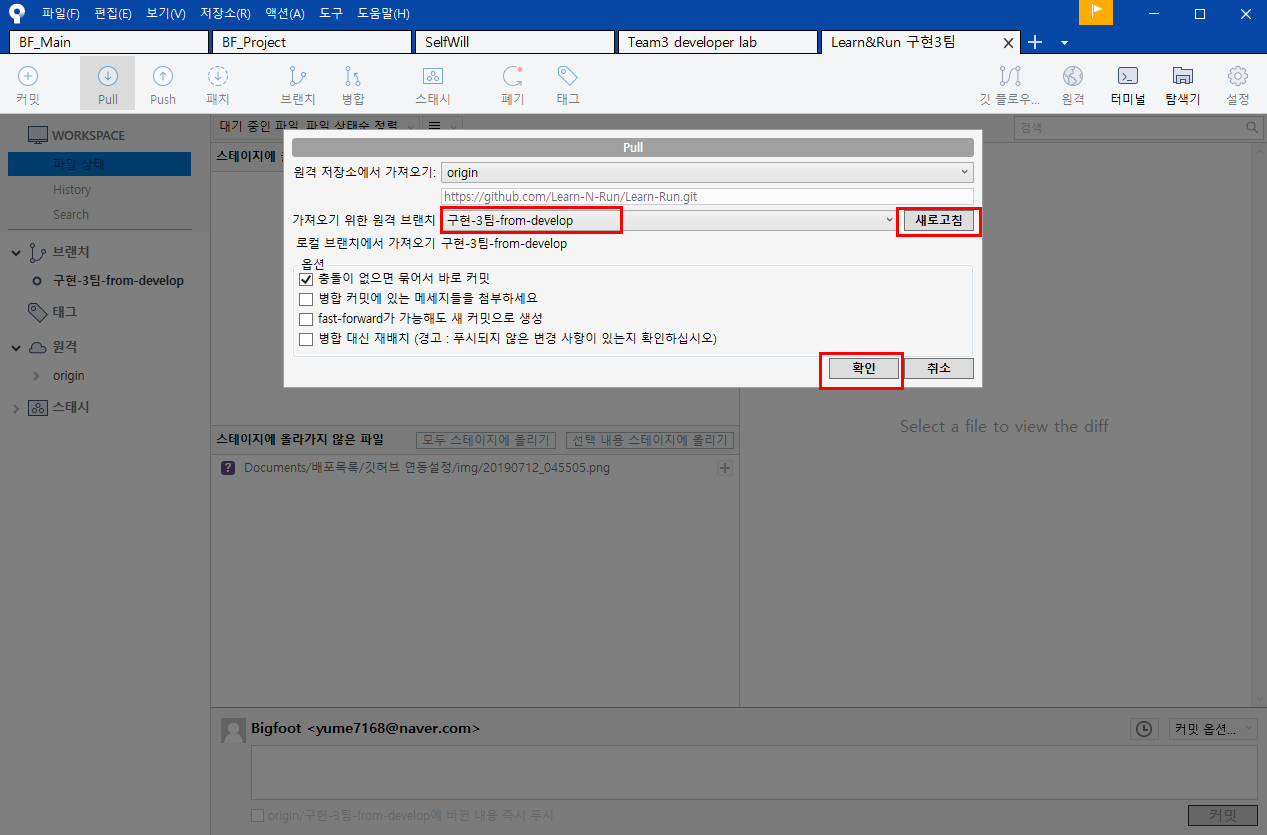 파일(F) 편집(E) 보기(V) 저장소(R) 액션(A) 도구 도움말(H)
BF_Main BF_Project SelfWill Team3 developer lab Learn&Run 구현3팀
커밋 Pull Push 패치 브랜치 병합 스태시 폐기 태그 깃 플로우... 원격 터미널 탐색기 설정
WORKSPACE
파일 상태
History
Search
브랜치
구현-3팀-from-develop
태그
원격
origin
스태시
대기 중인 파일, 파일 상태순 정렬
검색
스테이지에
Pull
원격 저장소에서 가져오기: origin
https://github.com/Learn-N-Run/Learn-Run.git
가져오기 위한 원격 브랜치 구현-3팀-from-develop 새로고침
로컬 브랜치에서 가져오기 구현-3팀-from-develop
옵션
충돌이 없으면 묶어서 바로 커밋
병합 커밋에 있는 메세지들을 첨부하세요
fast-forward가 가능해도 새 커밋으로 생성
병합 대신 재배치 (경고 : 푸시되지 않은 변경 사항이 있는지 확인하십시오)
확인 취소
Select a file to view the diff
스테이지에 올라가지 않은 파일 모두 스테이지에 올리기 선택 내용 스테이지에 올리기
Documents/배포목록/깃허브 연동설정/img/20190712_045505.png
Bigfoot <yume7168@naver.com>
커밋 옵션...
origin/구현-3팀-from-develop에 바뀐 내용 즉시 푸시
커밋